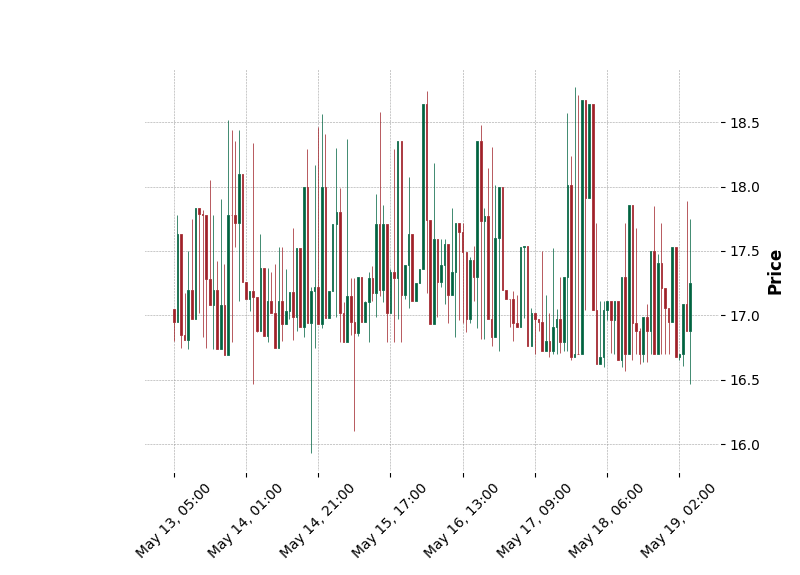 18.5
18.0
17.5
17.0
16.5
16.0
Price
May 13, 05:00
May 14, 01:00
May 14, 21:00
May 15, 17:00
May 16, 13:00
May 17, 09:00
May 18, 06:00
May 19, 02:00